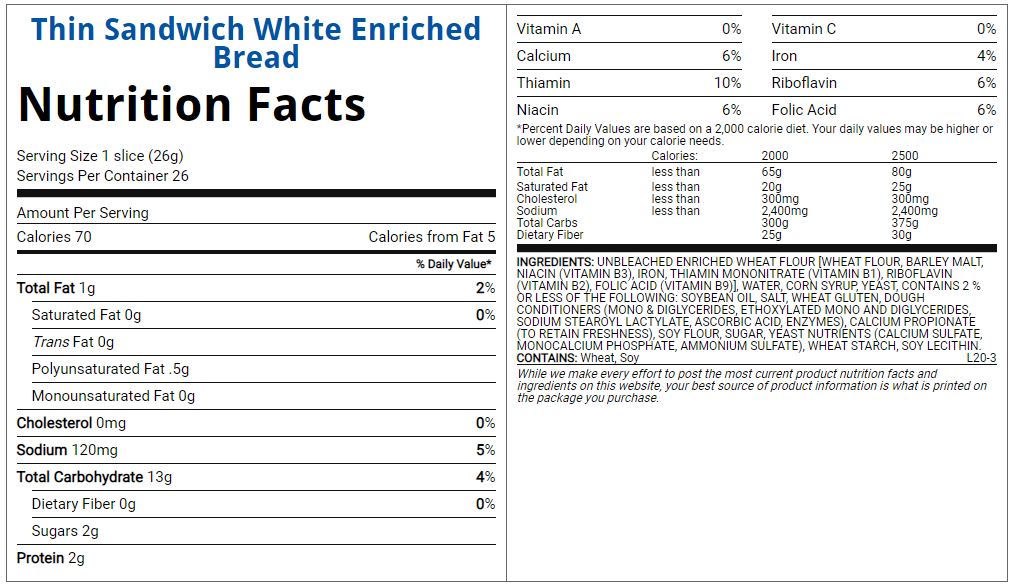 Thin Sandwich White Enriched
Bread
Nutrition Facts
Serving Size 1 slice (26g)
Servings Per Container 26
Amount Per Serving
Calories 70 Calories from Fat 5
% Daily Value*
Total Fat 1g 2%
Saturated Fat 0g 0%
Trans Fat 0g
Polyunsaturated Fat .5g
Monounsaturated Fat 0g
Cholesterol 0mg 0%
Sodium 120mg 5%
Total Carbohydrate 13g 4%
Dietary Fiber 0g 0%
Sugars 2g
Protein 2g
Vitamin A 0% Vitamin C 0%
Calcium 6% Iron 4%
Thiamin 10% Riboflavin 6%
Niacin 6% Folic Acid 6%
*Percent Daily Values are based on a 2,000 calorie diet. Your daily values may be higher or
lower depending on your calorie needs.
Calories: 2000 2500
Total Fat less than 65g 80g
Saturated Fat less than 20g 25g
Cholesterol less than 300mg 300mg
Sodium less than 2,400mg 2,400mg
Total Carbs 300g 375g
Dietary Fiber 25g 30g
INGREDIENTS: UNBLEACHED ENRICHED WHEAT FLOUR [WHEAT FLOUR, BARLEY MALT,
NIACIN (VITAMIN B3), IRON, THIAMIN MONONITRATE (VITAMIN B1), RIBOFLAVIN
(VITAMIN B2), FOLIC ACID (VITAMIN B9)], WATER, CORN SYRUP, YEAST, CONTAINS 2 %
OR LESS OF THE FOLLOWING: SOYBEAN OIL, SALT, WHEAT GLUTEN, DOUGH
CONDITIONERS (MONO & DIGLYCERIDES, ETHOXYLATED MONO AND DIGLYCERIDES,
SODIUM STEAROYL LACTYLATE, ASCORBIC ACID, ENZYMES), CALCIUM PROPIONATE
(TO RETAIN FRESHNESS), SOY FLOUR, SUGAR, YEAST NUTRIENTS (CALCIUM SULFATE,
MONOCALCIUM PHOSPHATE, AMMONIUM SULFATE), WHEAT STARCH, SOY LECITHIN.
CONTAINS: Wheat, Soy L20-3
While we make every effort to post the most current product nutrition facts and
ingredients on this website, your best source of product information is what is printed on
the package you purchase.